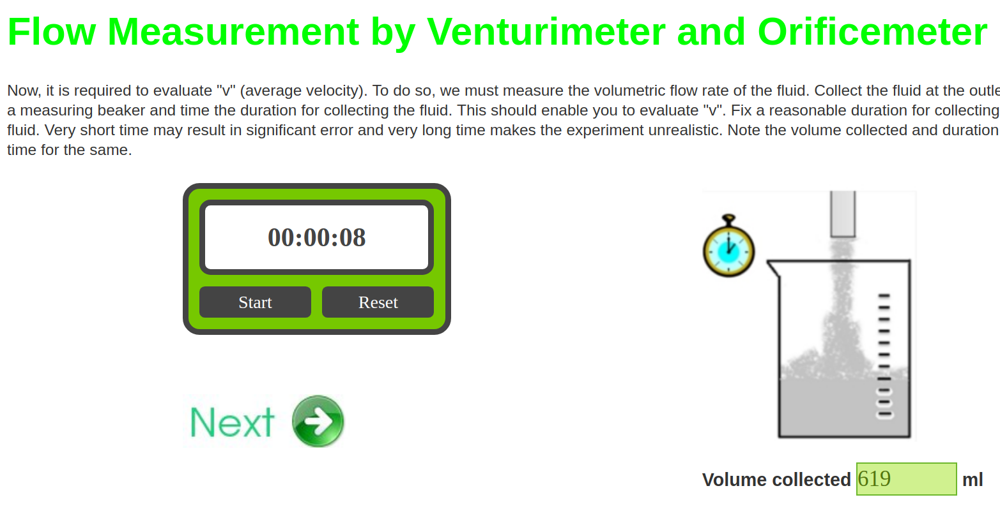 Flow Measurement by Venturimeter and Orificemeter
Now, it is required to evaluate "v" (average velocity). To do so, we must measure the volumetric flow rate of the fluid. Collect the fluid at the
a measuring beaker and time the duration for collecting the fluid. This should enable you to evaluate "v". Fix a reasonable duration for collecting
fluid. Very short time may result in significant error and very long time makes the experiment unrealistic. Note the volume collected and duration
time for the same.
00:00:08
Start Reset
Next
Volume collected 619 ml